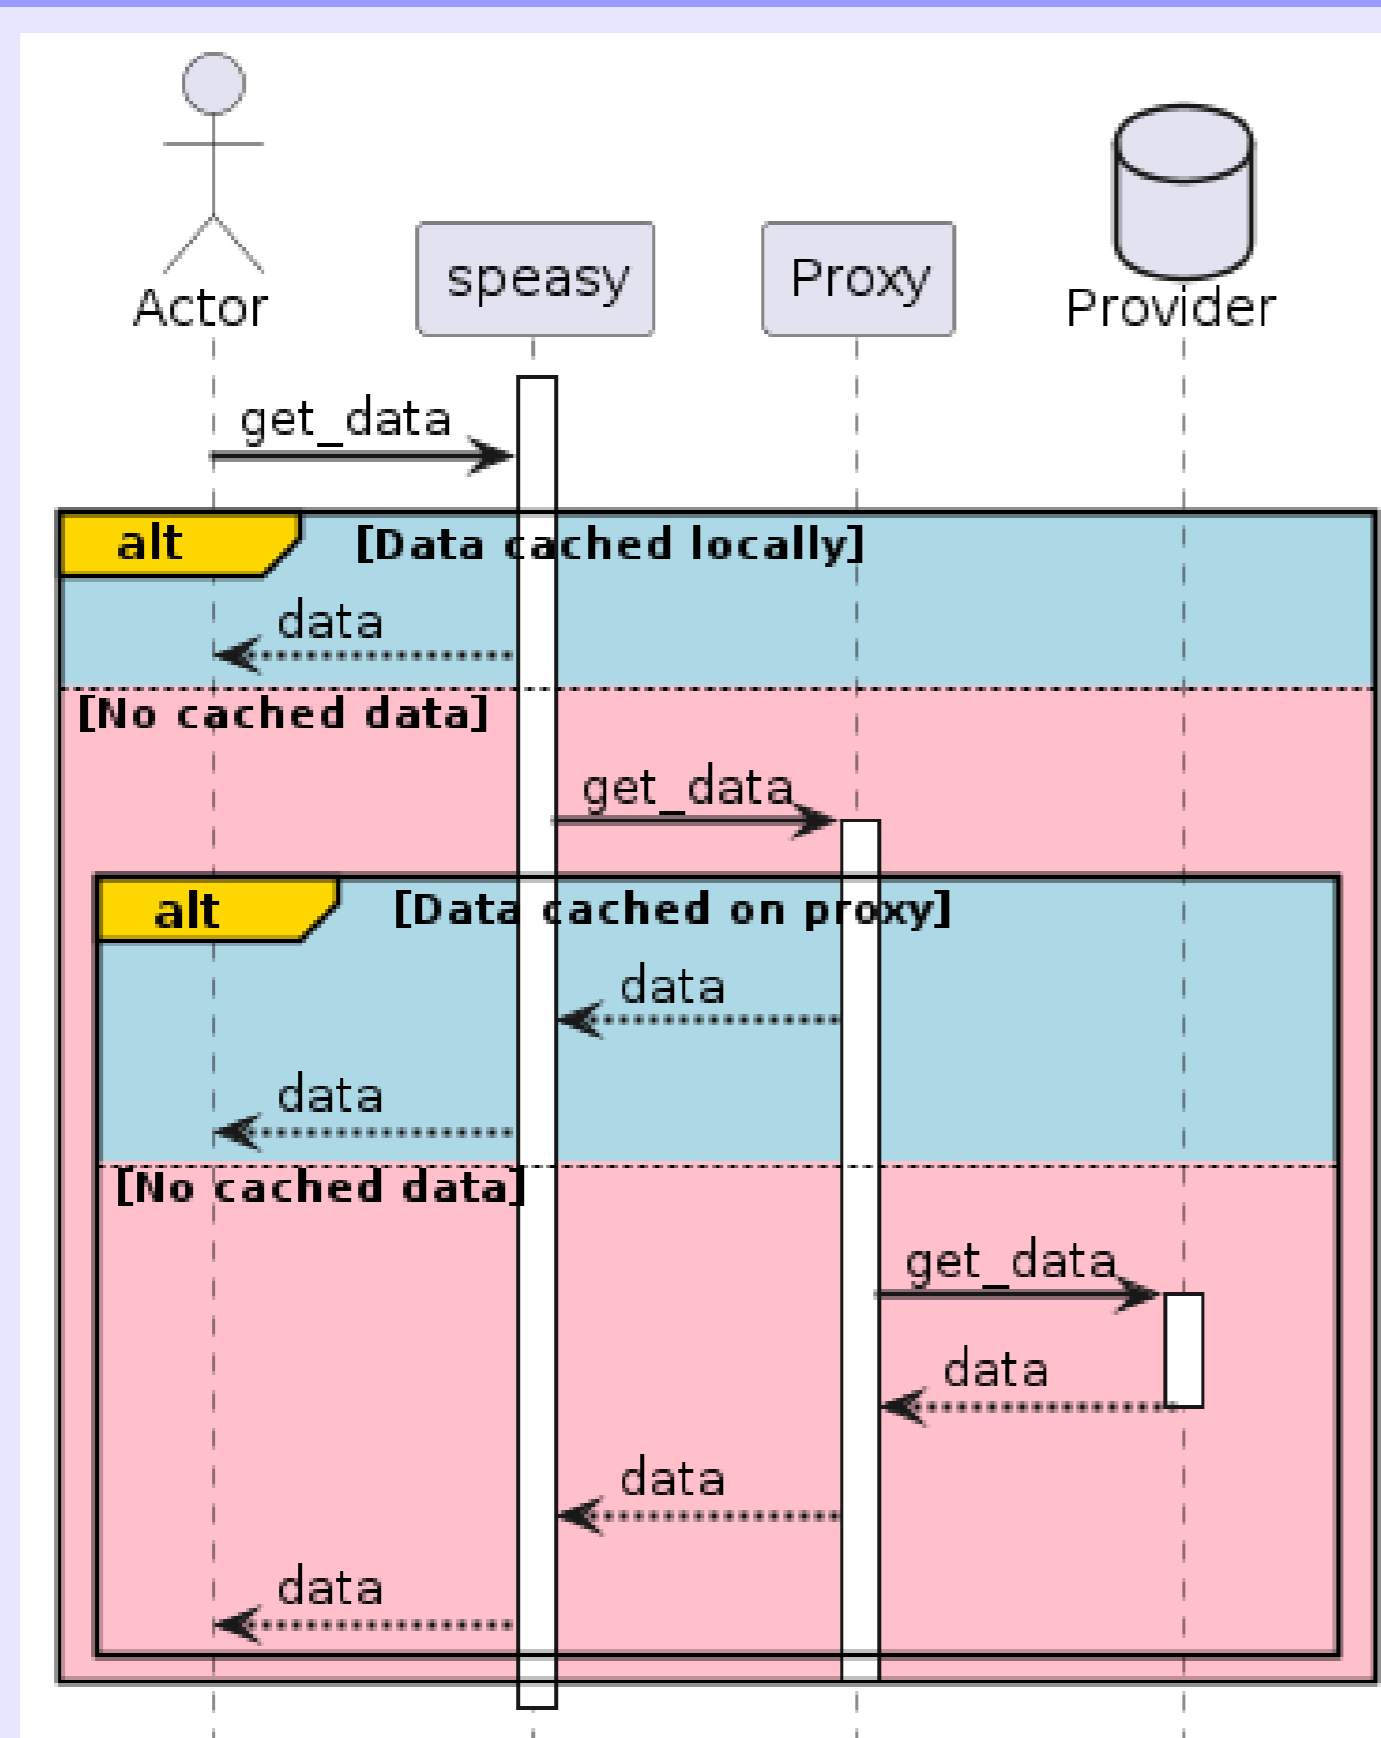 Actor
speasy
Proxy
Provider
get_data
alt
[Data cached locally]
data
[No cached data]
get_data
alt
[Data cached on proxy]
data
data
[No cached data]
get_data
data
data
data